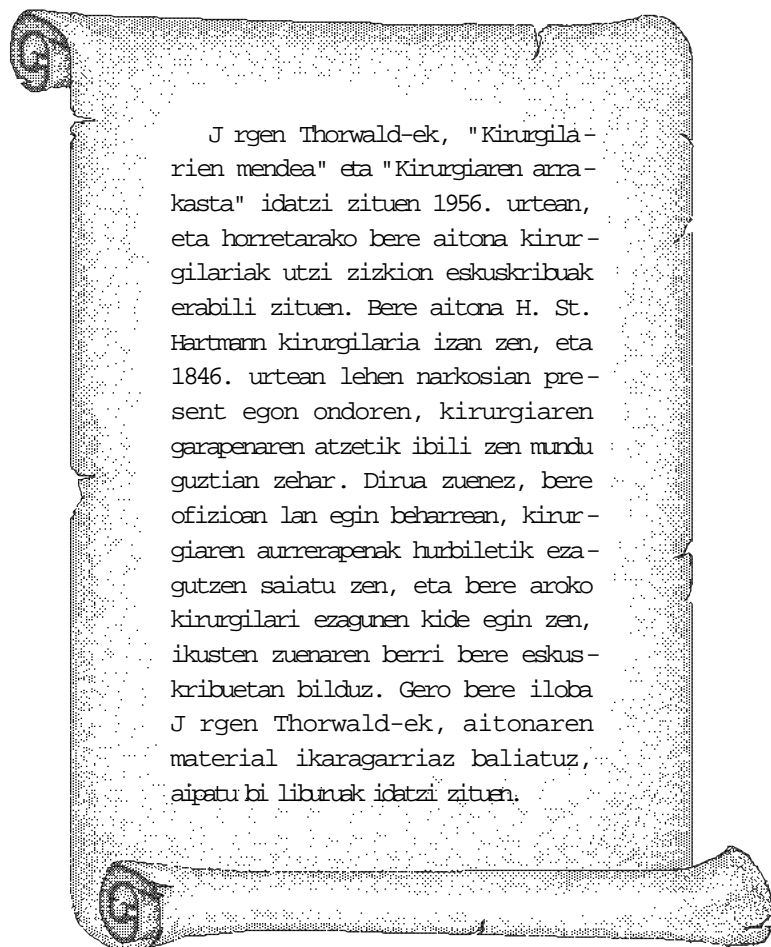 J rgen Thorwald-ek, "Kirurgila-
rien mendea" eta "Kirurgiaren arra-
kasta" idatzi zituen 1956. urtean,
eta horretarako bere aitona kirur-
gilariak utzi zizkion eskuskribuak
erabili zituen. Bere aitona H. St.
Hartmann kirurgilaria izan zen, eta
1846. urtean lehen narkosian pre-
sent egon ondoren, kirurgiaren
garapenaren atzetik ibili zen mundu
guztian zehar. Dirua zuenez, bere
ofizioan lan egin beharrean, kirur-
giaren aurrerapenak hurbiletik eza-
gutzen saiatu zen, eta bere aroko
kirurgilari ezagunen kide egin zen,
ikusten zuenaren berri bere eskus-
kribuetan bilduz. Gero bere iloba
J rgen Thorwald-ek, aitonaren
material ikaragarriaz baliatuz,
aipatu bi liburuak idatzi zituen.